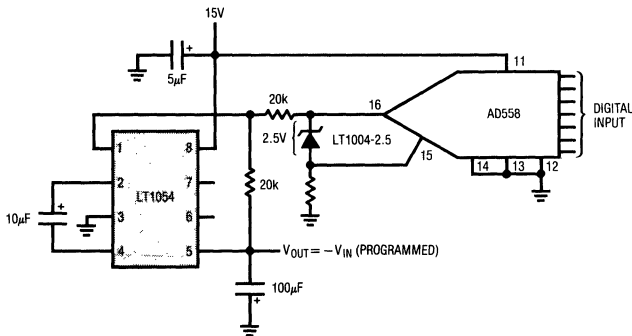 15V
5μF
+
11
20k
16
AD558
DIGITAL
INPUT
2.5V
LT1004-2.5
15
14
13
12
1
8
2
7
LT1054
20k
10μF
+
3
6
4
5
VOUT = −VIN (PROGRAMMED)
100μF
+